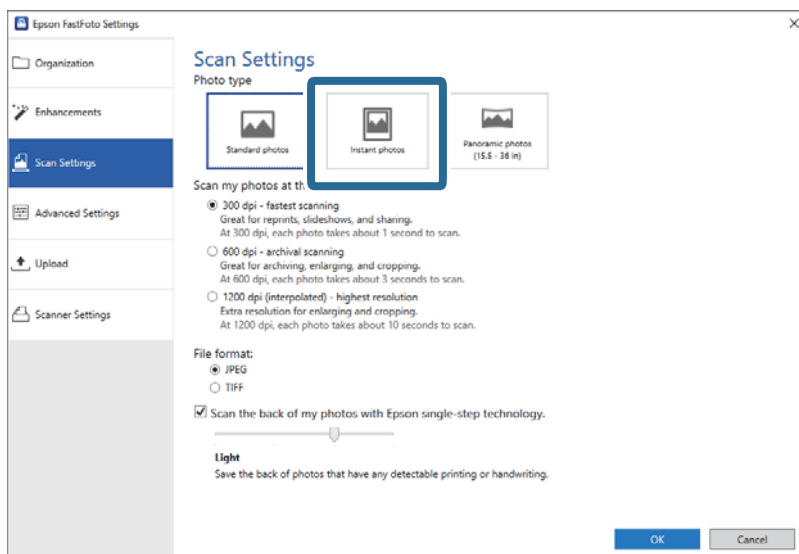 Epson FastFoto Settings
Organization
Enhancements
Scan Settings
Advanced Settings
Upload
Scanner Settings
Scan Settings
Photo type
Standard photos
Instant photos
Panoramic photos
(15.5 - 36 in)
Scan my photos at th
300 dpi - fastest scanning
Great for reprints, slideshows, and sharing.
At 300 dpi, each photo takes about 1 second to scan.
600 dpi - archival scanning
Great for archiving, enlarging, and cropping.
At 600 dpi, each photo takes about 3 seconds to scan.
1200 dpi (interpolated) - highest resolution
Extra resolution for enlarging and cropping.
At 1200 dpi, each photo takes about 10 seconds to scan.
File format:
JPEG
TIFF
Scan the back of my photos with Epson single-step technology.
Light
Save the back of photos that have any detectable printing or handwriting.
OK
Cancel